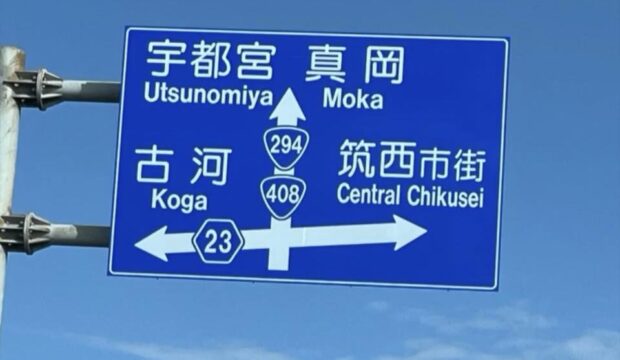 宇都宮 真岡
Utsunomiya Moka
294
古河 筑西市街
Koga Central Chikusei
408
23